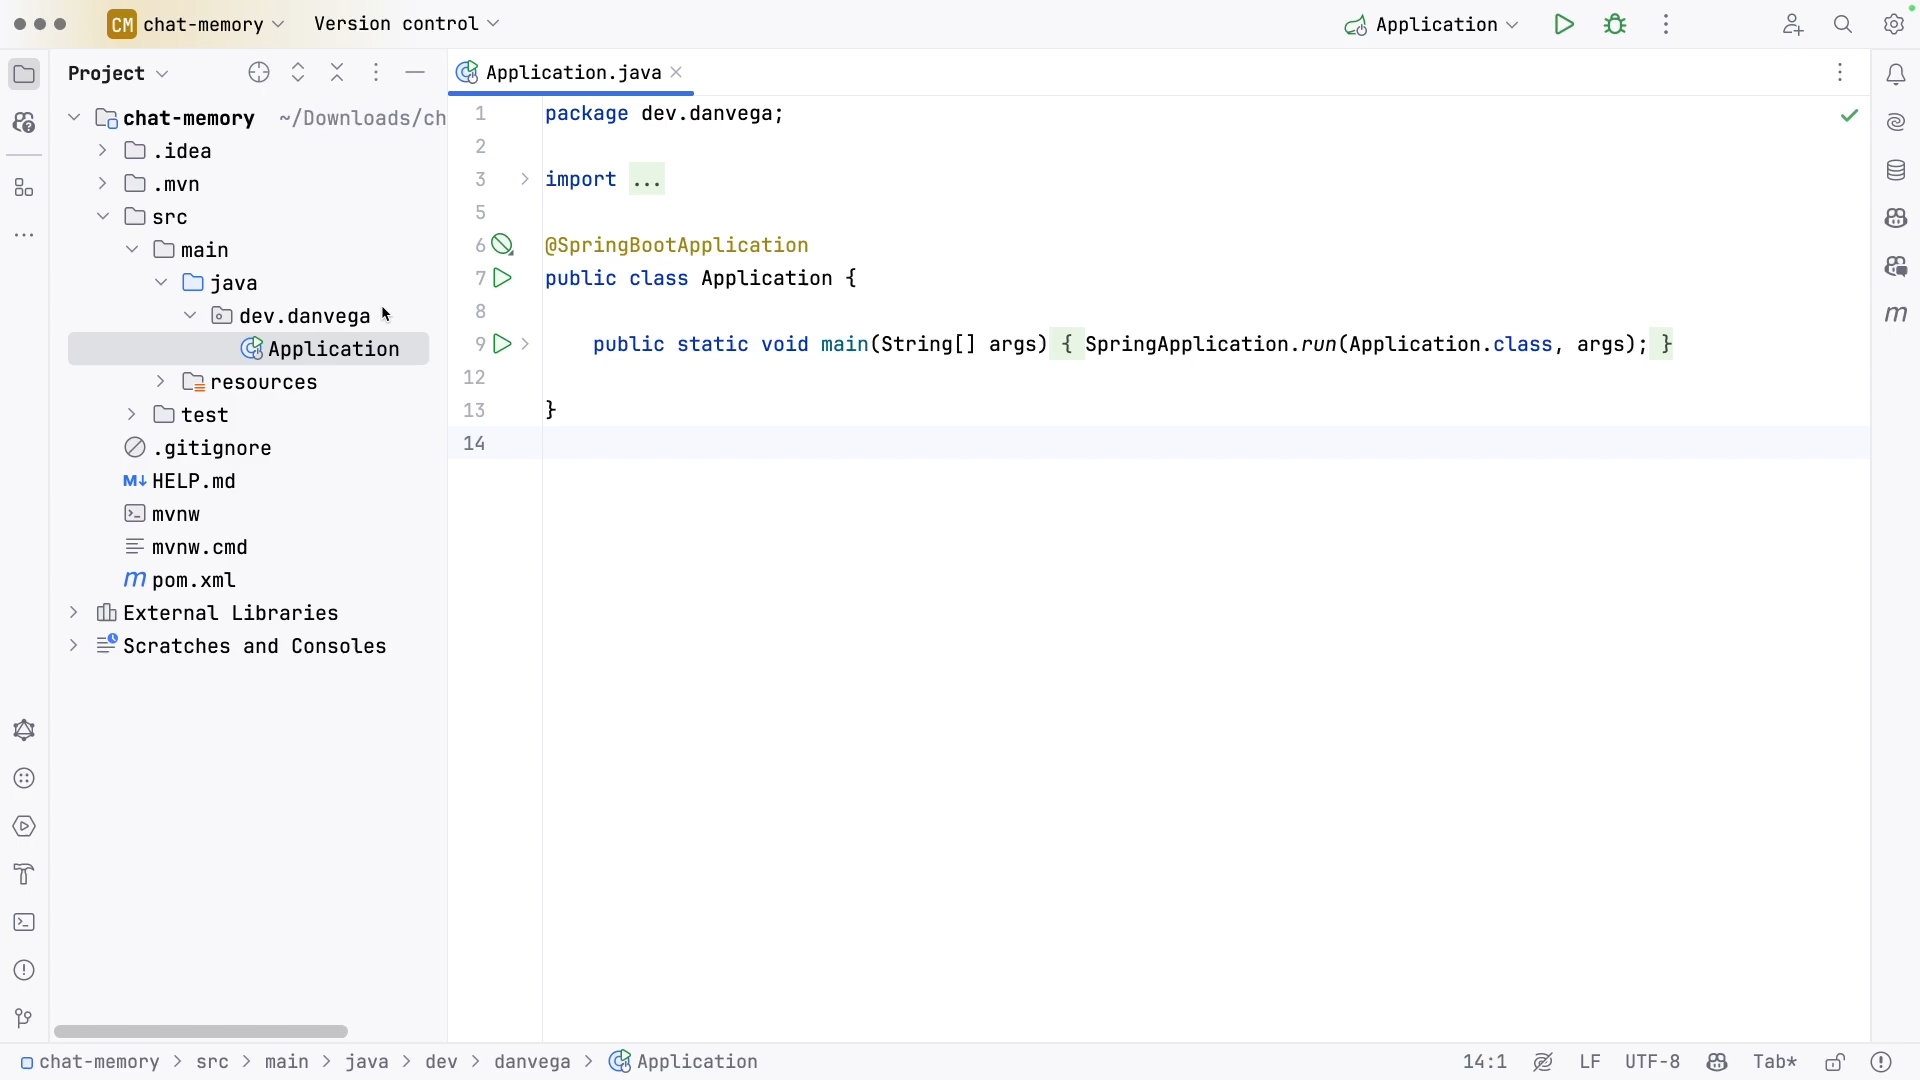 CM chat-memory Version control Application
Project
Application.java
chat-memory ~/Downloads/ch
.idea
.mvn
src
main
java
dev.danvega
Application
resources
test
.gitignore
M↓ HELP.md
mvnw
mvnw.cmd
m pom.xml
External Libraries
Scratches and Consoles
1 package dev.danvega;
2
3 import ...
5
6 @SpringBootApplication
7 public class Application {
8
9 public static void main(String[] args) { SpringApplication.run(Application.class, args); }
12
13 }
14
m
chat-memory > src > main > java > dev > danvega > Application 14:1 LF UTF-8 Tab*